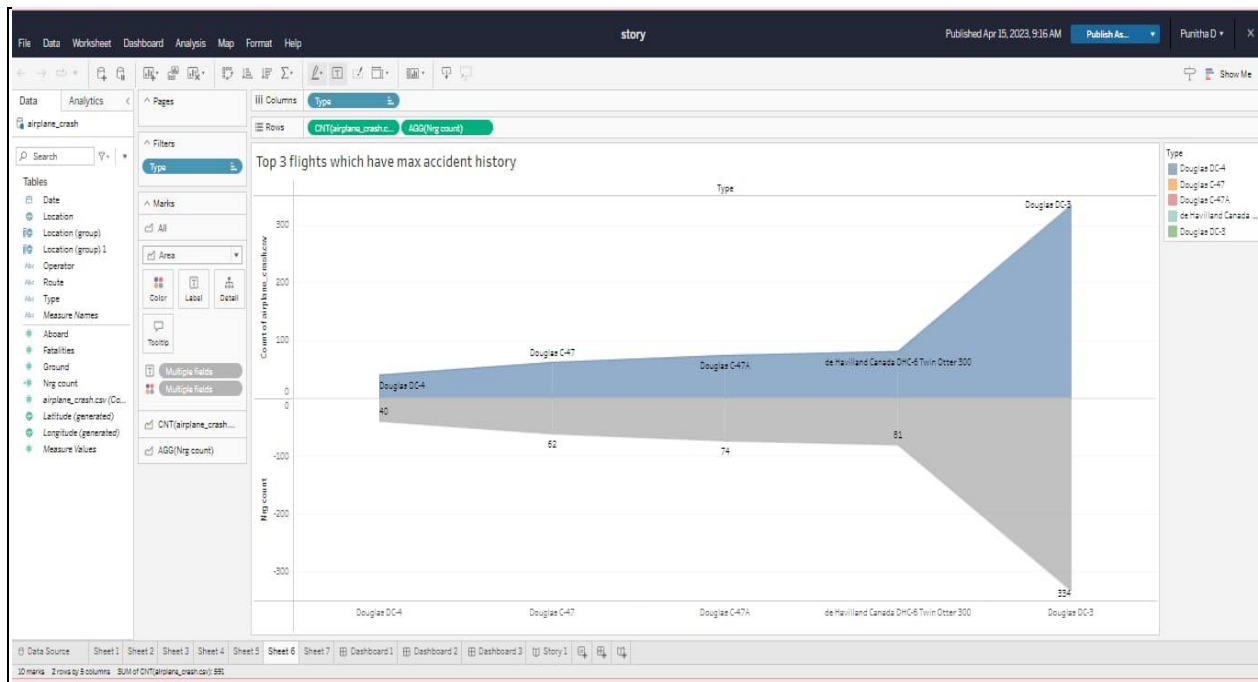 story
Published Apr 15, 2023, 9:16 AM
Publish As...
Punitha D
X
File Data Worksheet Dashboard Analysis Map Format Help
Show Me
Data Analytics
airplane_crash
Search
Tables
Date
Location
Location (group)
Location (group) 1
Abc Operator
Abc Route
Abc Type
Abc Measure Names
Aboard
Fatalities
Ground
Nrg count
airplane_crash.csv (Co...
Latitude (generated)
Longitude (generated)
Measure Values
Pages
Filters
Type
Marks
All
Area
Color Label Detail
Tooltip
Multiple fields
Multiple fields
CNT(airplane_crash...
AGG(Nrg count)
Columns Type
Rows CNT(airplane_crash.c... AGG(Nrg count)
Top 3 flights which have max accident history
Type
Count of airplane_crash.csv
300
200
100
0
Douglas DC-4
Douglas C-47
Douglas C-47A
de Havilland Canada DHC-6 Twin Otter 300
Douglas DC-3
Nrg count
0
-100
-200
-300
40
62
74
81
334
Douglas DC-4 Douglas C-47 Douglas C-47A de Havilland Canada DHC-6 Twin Otter 300 Douglas DC-3
Type
Douglas DC-4
Douglas C-47
Douglas C-47A
de Havilland Canada ...
Douglas DC-3
Data Source Sheet 1 Sheet 2 Sheet 3 Sheet 4 Sheet 5 Sheet 6 Sheet 7 Dashboard 1 Dashboard 2 Dashboard 3 Story 1
10 marks 2 rows by 5 columns SUM of CNT(airplane_crash.csv): 591